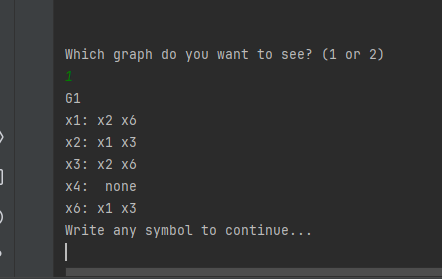 Which graph do you want to see? (1 or 2)
1
G1
x1: x2 x6
x2: x1 x3
x3: x2 x6
x4:  none
x6: x1 x3
Write any symbol to continue...